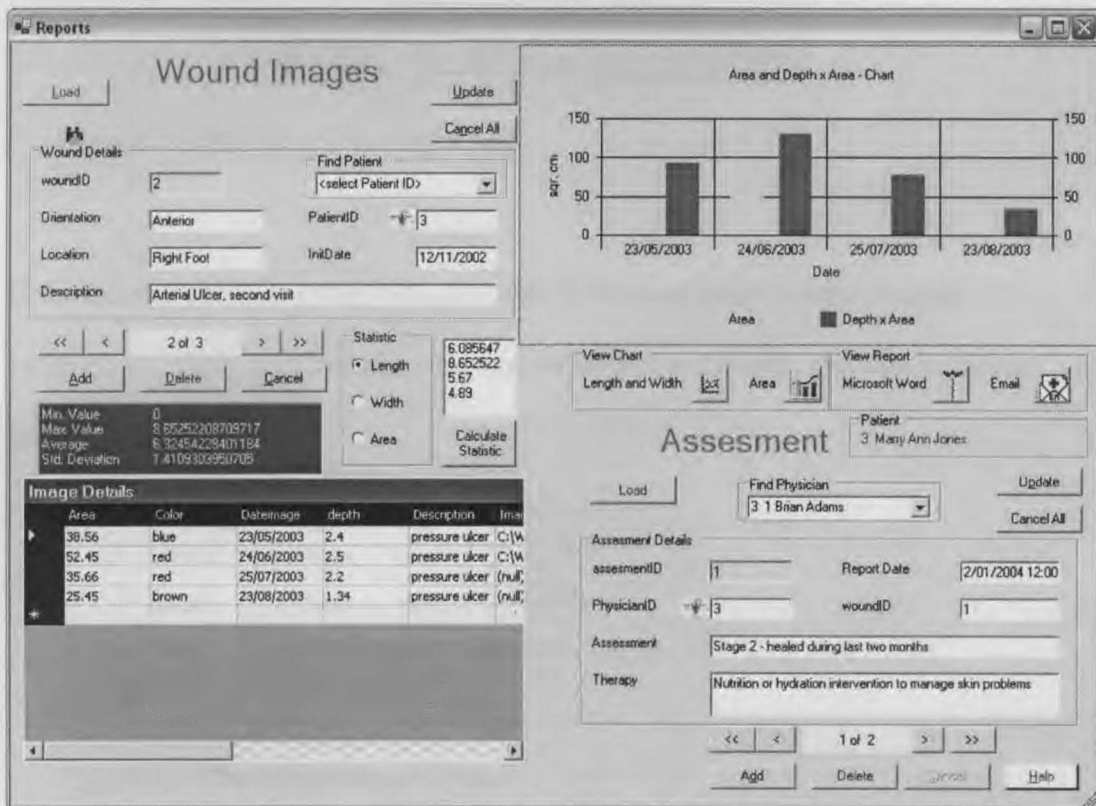 Reports
Wound Images
Load
Update
Cancel All
Wound Details
Find Patient
woundID
2
<select Patient ID>
Orientation
Anterior
PatientID
3
Location
Right Foot
InitDate
12/11/2002
Description
Arterial Ulcer, second visit
<<
<
2 of 3
>
>>
Add
Delete
Cancel
Statistic
Length
Width
Area
6.085647
8.652522
5.67
4.89
Calculate
Statistic
Min. Value 0
Max. Value
Average
Std. Deviation
Image Details
Area Color Dateimage depth Description Imag
38.56 blue 23/05/2003 2.4 pressure ulcer C:\W
52.45 red 24/06/2003 2.5 pressure ulcer C:\W
35.66 red 25/07/2003 2.2 pressure ulcer (null)
25.45 brown 23/08/2003 1.34 pressure ulcer (null)
*
Area and Depth x Area - Chart
150 150
100 100
50 50
0 0
sqr. cm
23/05/2003 24/06/2003 25/07/2003 23/08/2003
Date
Area Depth x Area
View Chart
Length and Width
Area
View Report
Microsoft Word
Email
Assesment
Patient
3 Mary Ann Jones
Load
Find Physician
3 1 Brian Adams
Update
Cancel All
Assesment Details
assesmentID
1
Report Date
2/01/2004 12:00
PhysicianID
3
woundID
1
Assessment
Stage 2 - healed during last two months
Therapy
Nutrition or hydration intervention to manage skin problems
<<
<
1 of 2
>
>>
Add
Delete
Cancel
Help